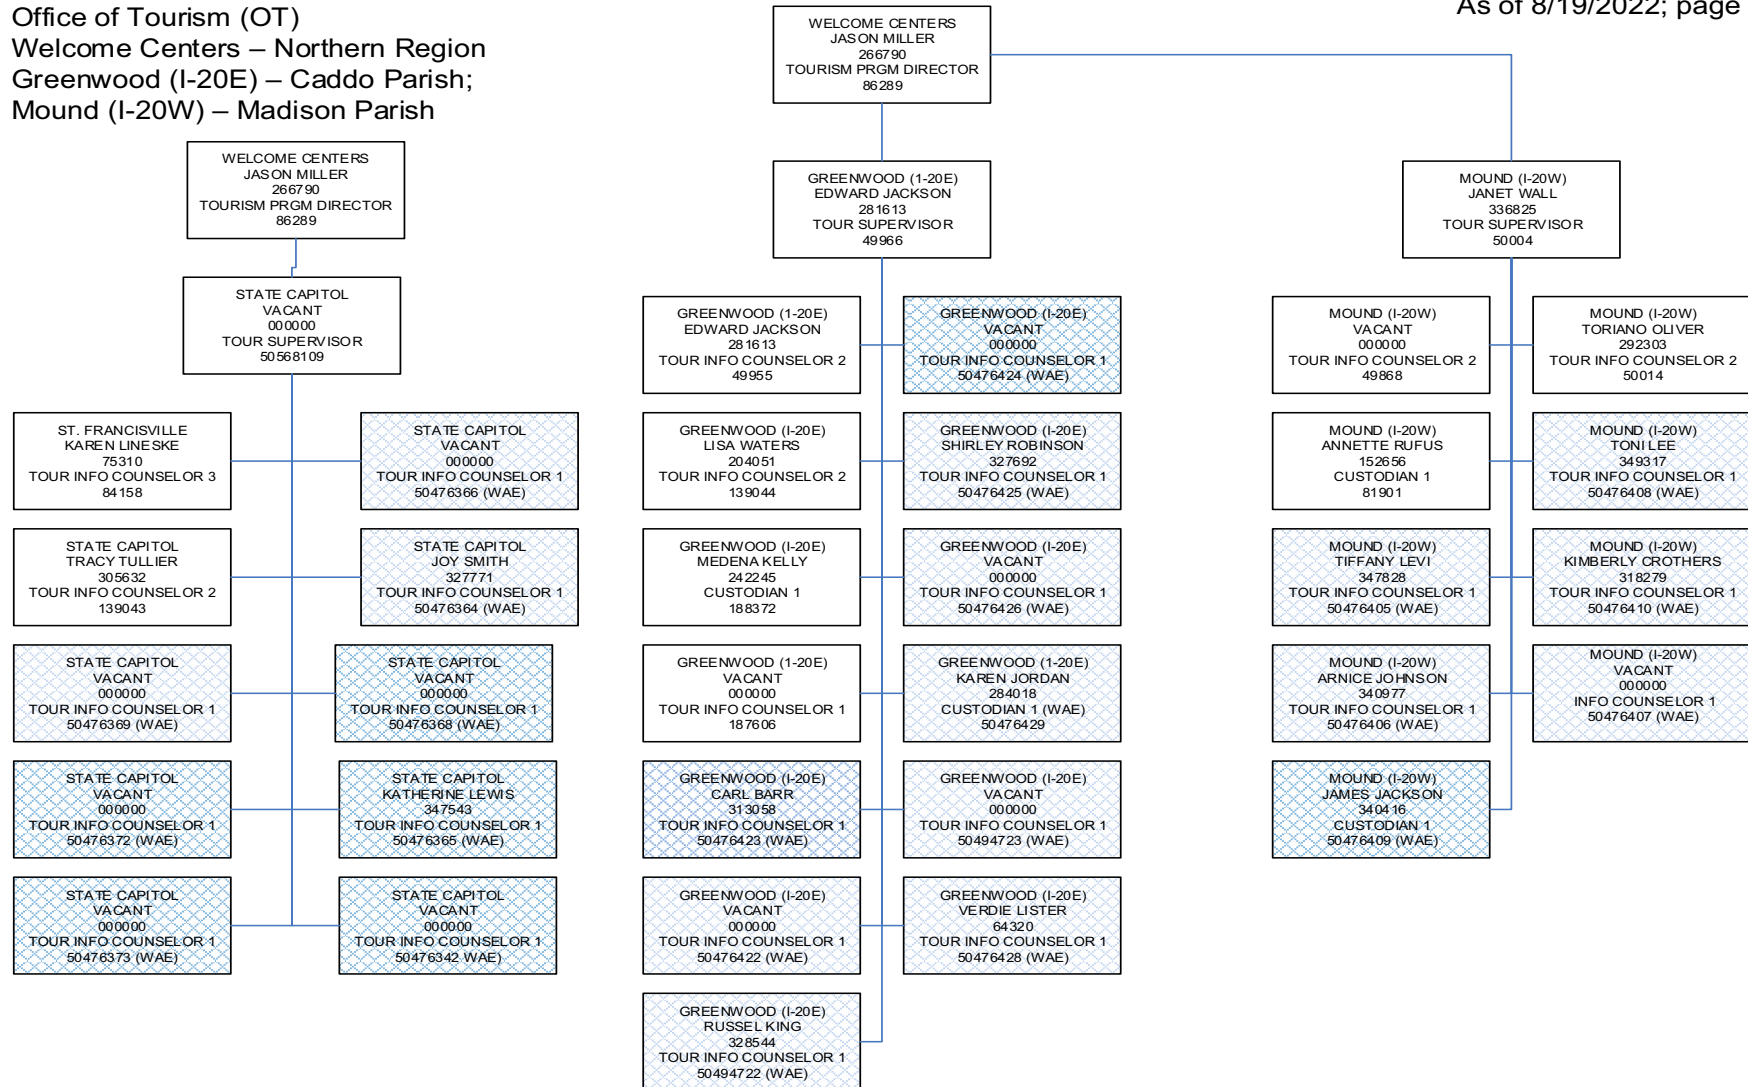 Office of Tourism (OT)
Welcome Centers – Northern Region
Greenwood (I-20E) – Caddo Parish;
Mound (I-20W) – Madison Parish
As of 8/19/2022; page
WELCOME CENTERS
JASON MILLER
266790
TOURISM PRGM DIRECTOR
86289
STATE CAPITOL
VACANT
000000
TOUR SUPERVISOR
50568109
ST. FRANCISVILLE
KAREN LINESKE
75310
TOUR INFO COUNSELOR 3
84158
STATE CAPITOL
VACANT
000000
TOUR INFO COUNSELOR 1
50476366 (WAE)
STATE CAPITOL
TRACY TULLIER
305632
TOUR INFO COUNSELOR 2
139043
STATE CAPITOL
JOY SMITH
327771
TOUR INFO COUNSELOR 1
50476364 (WAE)
STATE CAPITOL
VACANT
000000
TOUR INFO COUNSELOR 1
50476369 (WAE)
STATE CAPITOL
VACANT
000000
TOUR INFO COUNSELOR 1
50476368 (WAE)
STATE CAPITOL
VACANT
000000
TOUR INFO COUNSELOR 1
50476372 (WAE)
STATE CAPITOL
KATHERINE LEWIS
347543
TOUR INFO COUNSELOR 1
50476365 (WAE)
STATE CAPITOL
VACANT
000000
TOUR INFO COUNSELOR 1
50476373 (WAE)
STATE CAPITOL
VACANT
000000
TOUR INFO COUNSELOR 1
50476342 WAE)
WELCOME CENTERS
JASON MILLER
266790
TOURISM PRGM DIRECTOR
86289
GREENWOOD (1-20E)
EDWARD JACKSON
281613
TOUR SUPERVISOR
49966
GREENWOOD (1-20E)
EDWARD JACKSON
281613
TOUR INFO COUNSELOR 2
49955
GREENWOOD (I-20E)
VACANT
000000
TOUR INFO COUNSELOR 1
50476424 (WAE)
GREENWOOD (I-20E)
LISA WATERS
204051
TOUR INFO COUNSELOR 2
139044
GREENWOOD (I-20E)
SHIRLEY ROBINSON
327692
TOUR INFO COUNSELOR 1
50476425 (WAE)
GREENWOOD (I-20E)
MEDENA KELLY
242245
CUSTODIAN 1
188372
GREENWOOD (I-20E)
VACANT
000000
TOUR INFO COUNSELOR 1
50476426 (WAE)
GREENWOOD (1-20E)
VACANT
000000
TOUR INFO COUNSELOR 1
187606
GREENWOOD (1-20E)
KAREN JORDAN
284018
CUSTODIAN 1 (WAE)
50476429
GREENWOOD (I-20E)
CARL BARR
313058
TOUR INFO COUNSELOR 1
50476423 (WAE)
GREENWOOD (I-20E)
VACANT
000000
TOUR INFO COUNSELOR 1
50494723 (WAE)
GREENWOOD (I-20E)
VACANT
000000
TOUR INFO COUNSELOR 1
50476422 (WAE)
GREENWOOD (I-20E)
VERDIE LISTER
64320
TOUR INFO COUNSELOR 1
50476428 (WAE)
GREENWOOD (I-20E)
RUSSEL KING
328544
TOUR INFO COUNSELOR 1
50494722 (WAE)
MOUND (I-20W)
JANET WALL
336825
TOUR SUPERVISOR
50004
MOUND (I-20W)
VACANT
000000
TOUR INFO COUNSELOR 2
49868
MOUND (I-20W)
TORIANO OLIVER
292303
TOUR INFO COUNSELOR 2
50014
MOUND (I-20W)
ANNETTE RUFUS
152656
CUSTODIAN 1
81901
MOUND (I-20W)
TONI LEE
349317
TOUR INFO COUNSELOR 1
50476408 (WAE)
MOUND (I-20W)
TIFFANY LEVI
347828
TOUR INFO COUNSELOR 1
50476405 (WAE)
MOUND (I-20W)
KIMBERLY CROTHERS
318279
TOUR INFO COUNSELOR 1
50476410 (WAE)
MOUND (I-20W)
ARNICE JOHNSON
340977
TOUR INFO COUNSELOR 1
50476406 (WAE)
MOUND (I-20W)
VACANT
000000
INFO COUNSELOR 1
50476407 (WAE)
MOUND (I-20W)
JAMES JACKSON
340416
CUSTODIAN 1
50476409 (WAE)